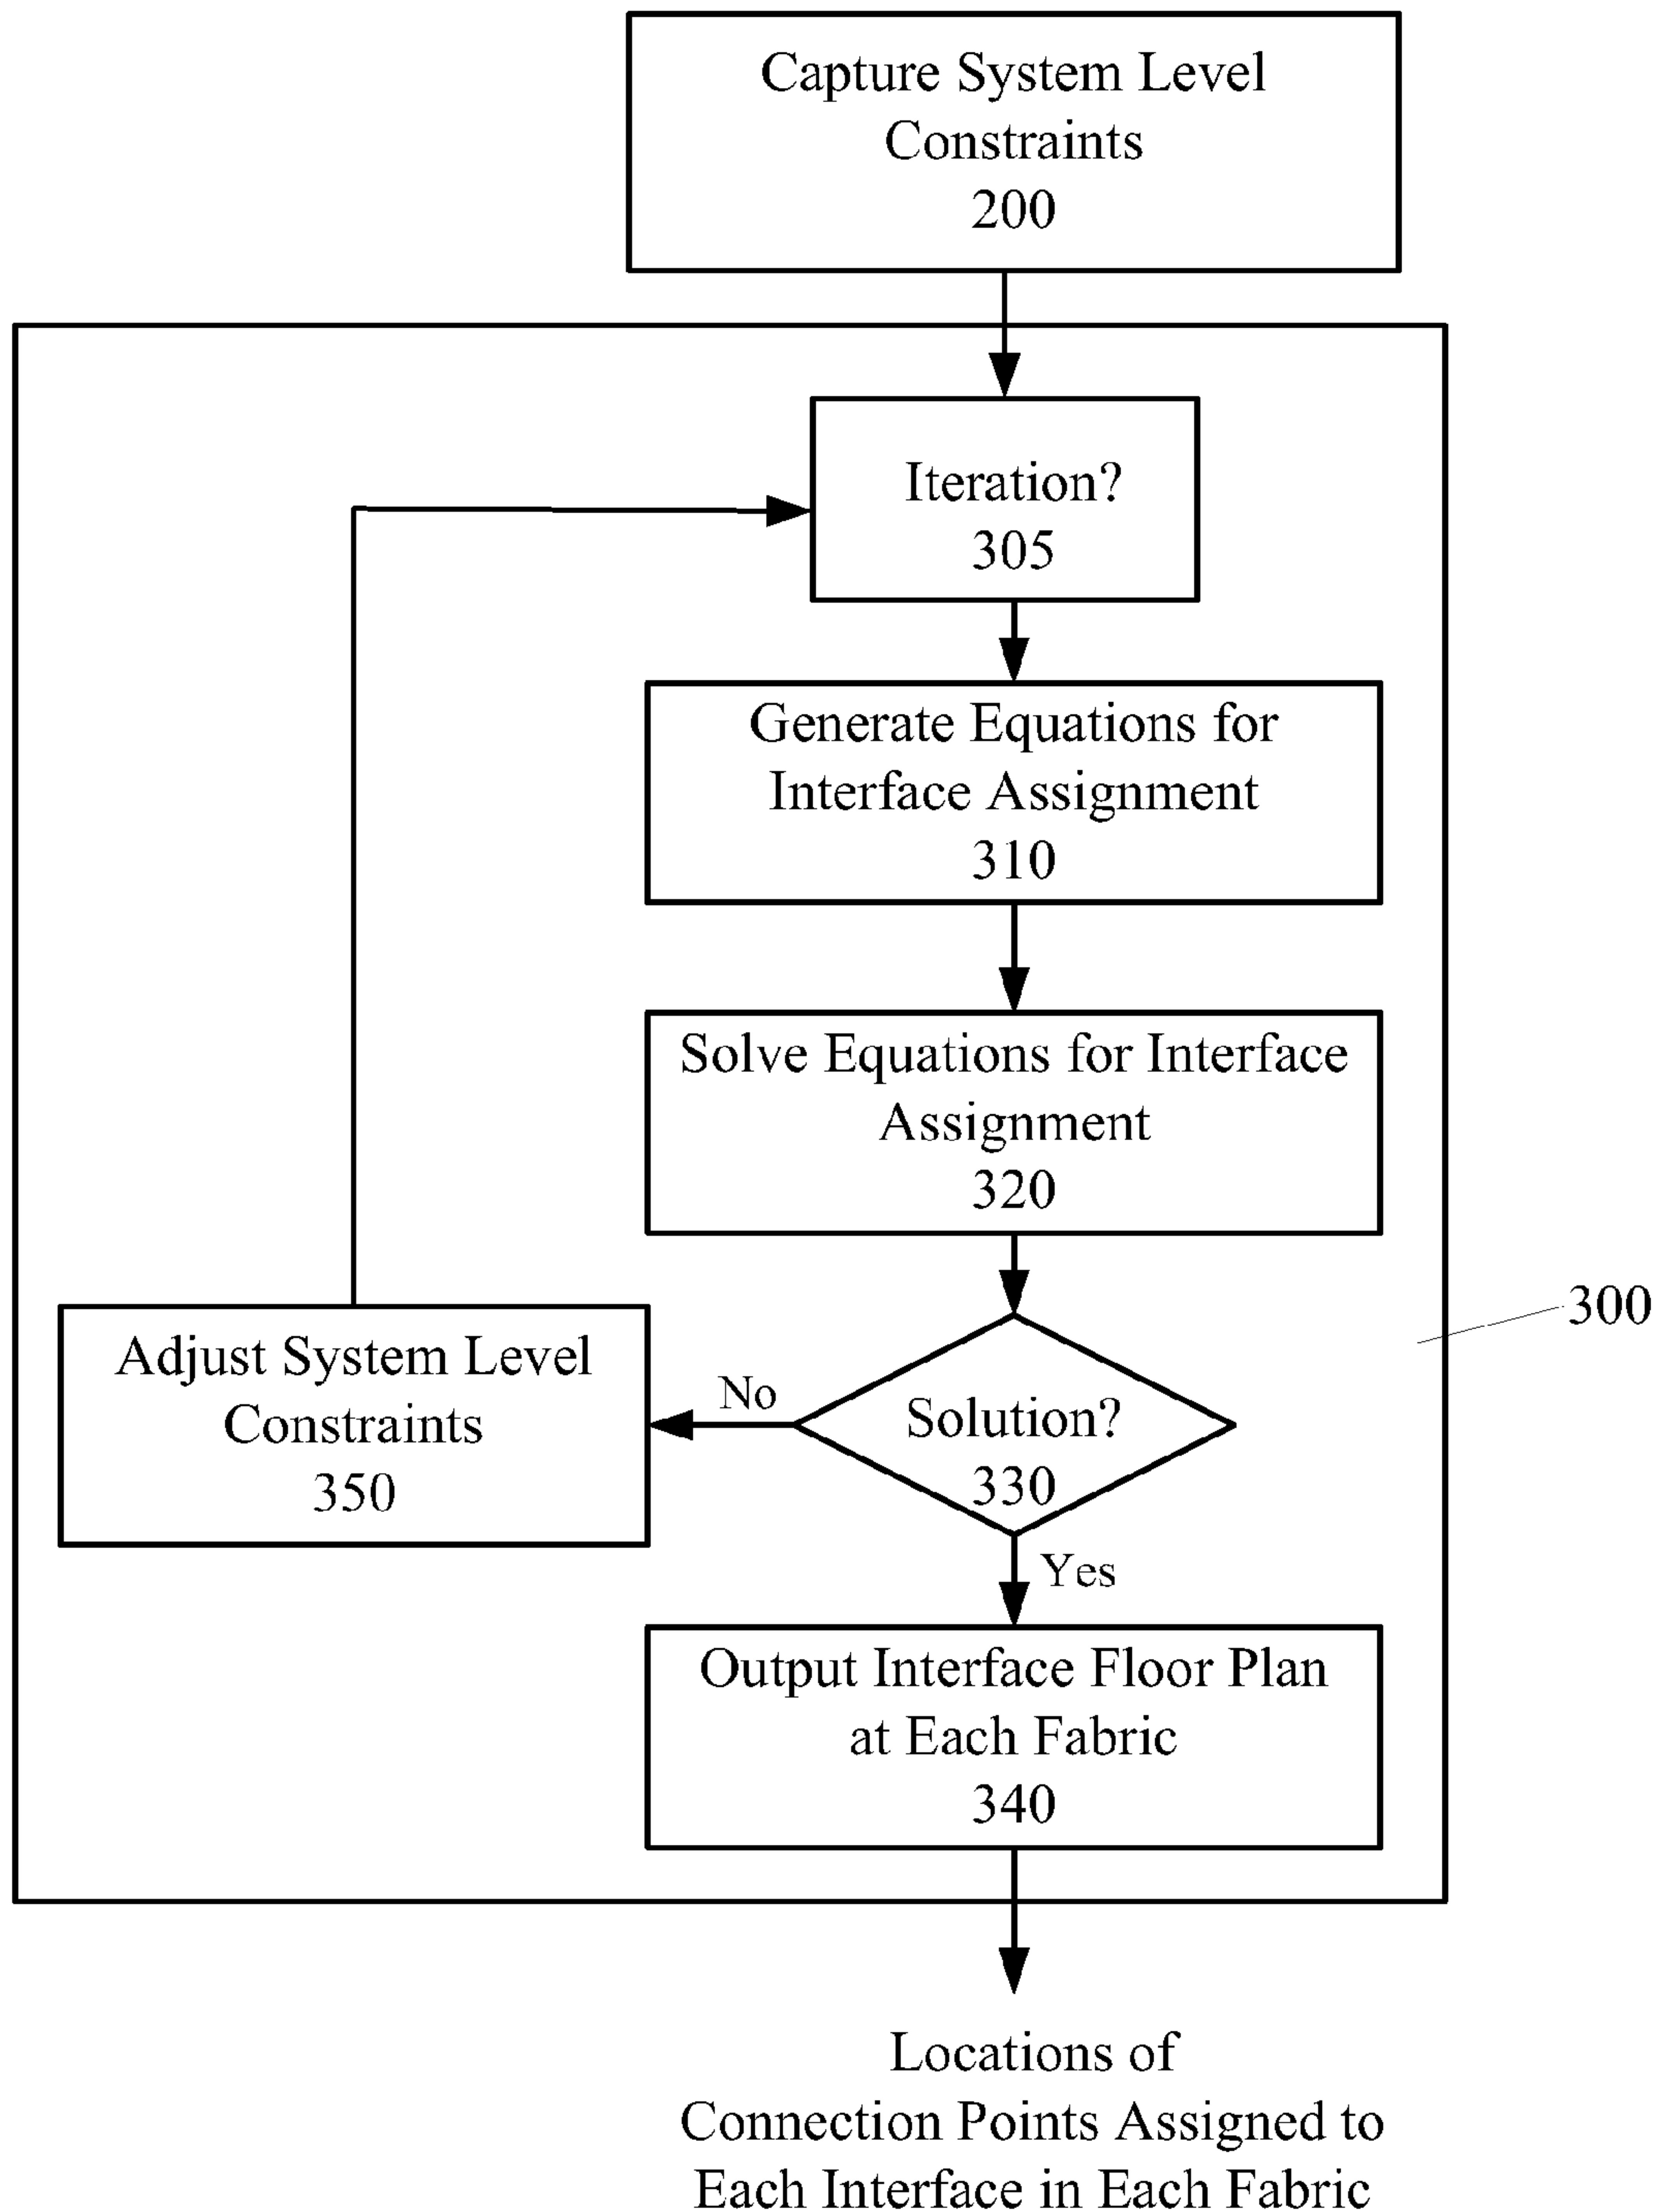 Capture System Level
Constraints
200
Iteration?
305
Generate Equations for
Interface Assignment
310
Solve Equations for Interface
Assignment
320
300
Adjust System Level
Constraints
350
No
Solution?
330
Yes
Output Interface Floor Plan
at Each Fabric
340
Locations of
Connection Points Assigned to
Each Interface in Each Fabric